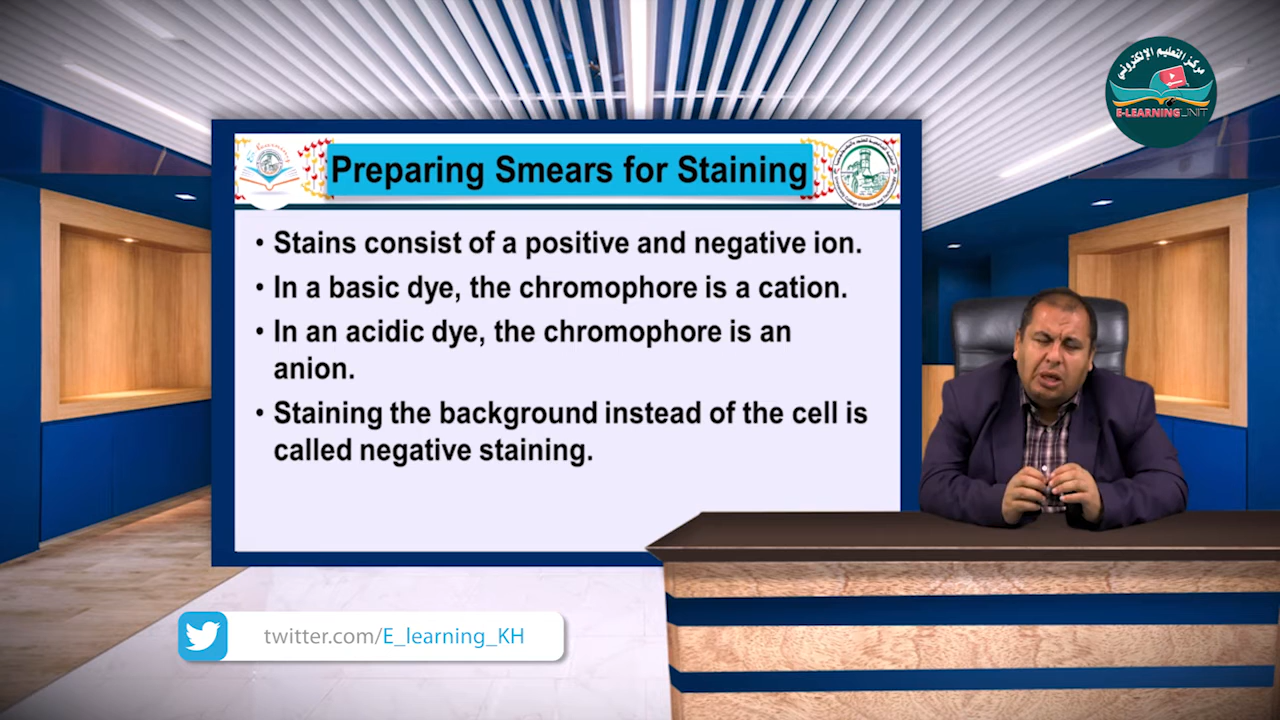 مركز التعليم الإلكتروني
E-LEARNING UNIT
E-learning
Preparing Smears for Staining
• Stains consist of a positive and negative ion.
• In a basic dye, the chromophore is a cation.
• In an acidic dye, the chromophore is an
anion.
• Staining the background instead of the cell is
called negative staining.
twitter.com/E_learning_KH